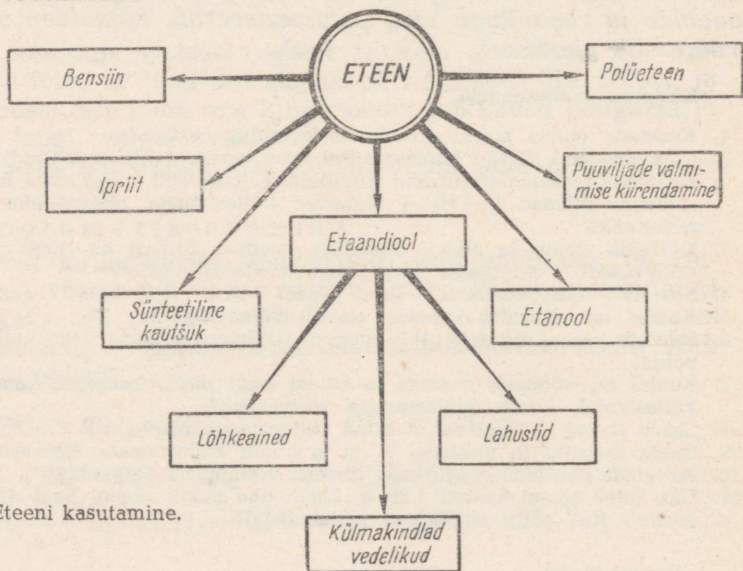 ETEEN
Bensiin
Polüeteen
Ipriit
Puuviljade valmi-
mise kiirendamine
Etaandiool
Sünteetiline
kautšuk
Etanool
Lõhkeained
Lahustid
Külmakindlad
vedelikud
Eteeni kasutamine.